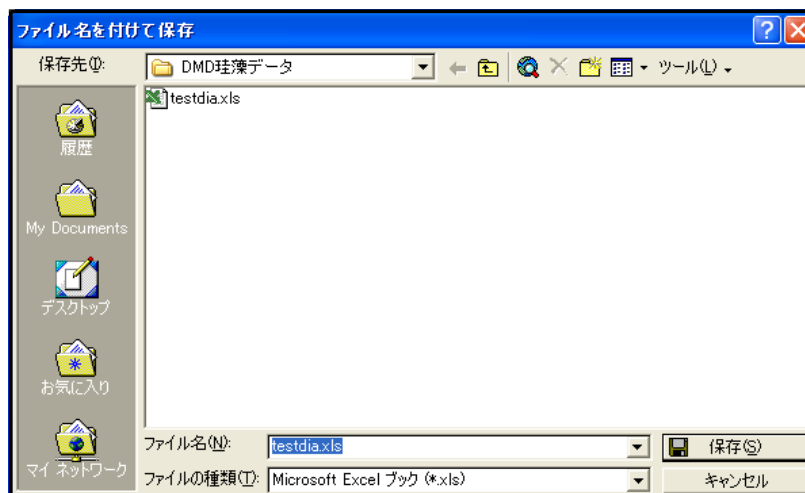 ファイル名を付けて保存
保存先(I): DMD珪藻データ ツール(L)
testdia.xls
履歴
My Documents
デスクトップ
お気に入り
マイ ネットワーク
ファイル名(N): testdia.xls 保存(S)
ファイルの種類(T): Microsoft Excel ブック (*.xls) キャンセル